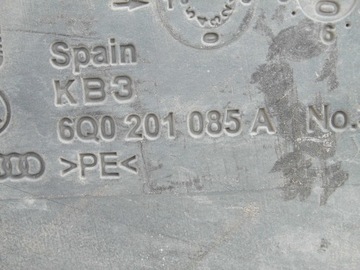 Spain
KB3
6Q0 201 085 A No.
>PE<